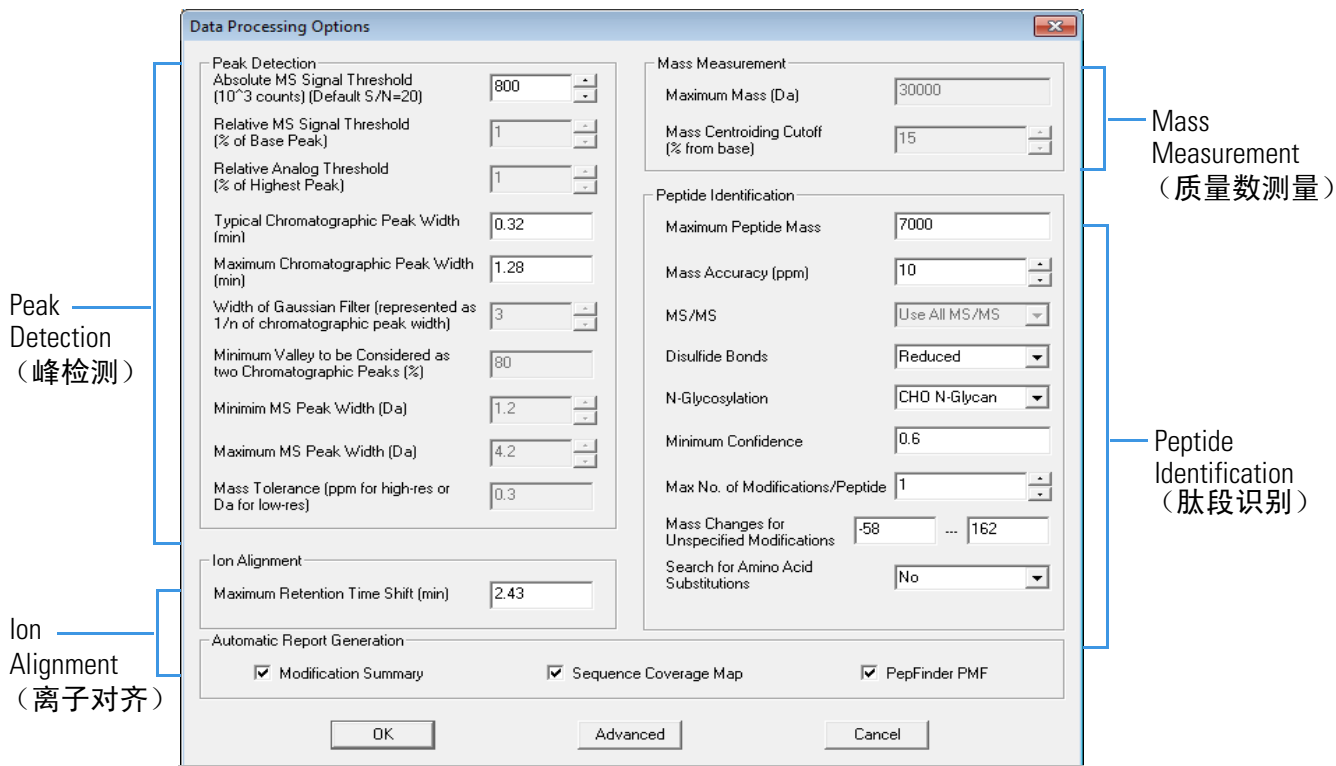 Data Processing Options
Peak Detection
Absolute MS Signal Threshold
(10^3 counts) (Default S/N=20)
800
Relative MS Signal Threshold
(% of Base Peak)
1
Relative Analog Threshold
(% of Highest Peak)
1
Typical Chromatographic Peak Width
(min)
0.32
Maximum Chromatographic Peak Width
(min)
1.28
Width of Gaussian Filter (represented as
1/n of chromatographic peak width)
3
Minimum Valley to be Considered as
two Chromatographic Peaks (%)
80
Minimim MS Peak Width (Da)
1.2
Maximum MS Peak Width (Da)
4.2
Mass Tolerance (ppm for high-res or
Da for low-res)
0.3
Ion Alignment
Maximum Retention Time Shift (min)
2.43
Mass Measurement
Maximum Mass (Da)
30000
Mass Centroiding Cutoff
(% from base)
15
Peptide Identification
Maximum Peptide Mass
7000
Mass Accuracy (ppm)
10
MS/MS
Use All MS/MS
Disulfide Bonds
Reduced
N-Glycosylation
CHO N-Glycan
Minimum Confidence
0.6
Max No. of Modifications/Peptide
1
Mass Changes for
Unspecified Modifications
-58 ... 162
Search for Amino Acid
Substitutions
No
Automatic Report Generation
Modification Summary
Sequence Coverage Map
PepFinder PMF
OK
Advanced
Cancel
Peak
Detection
（峰检测）
Ion
Alignment
（离子对齐）
Mass
Measurement
（质量数测量）
Peptide
Identification
（肽段识别）